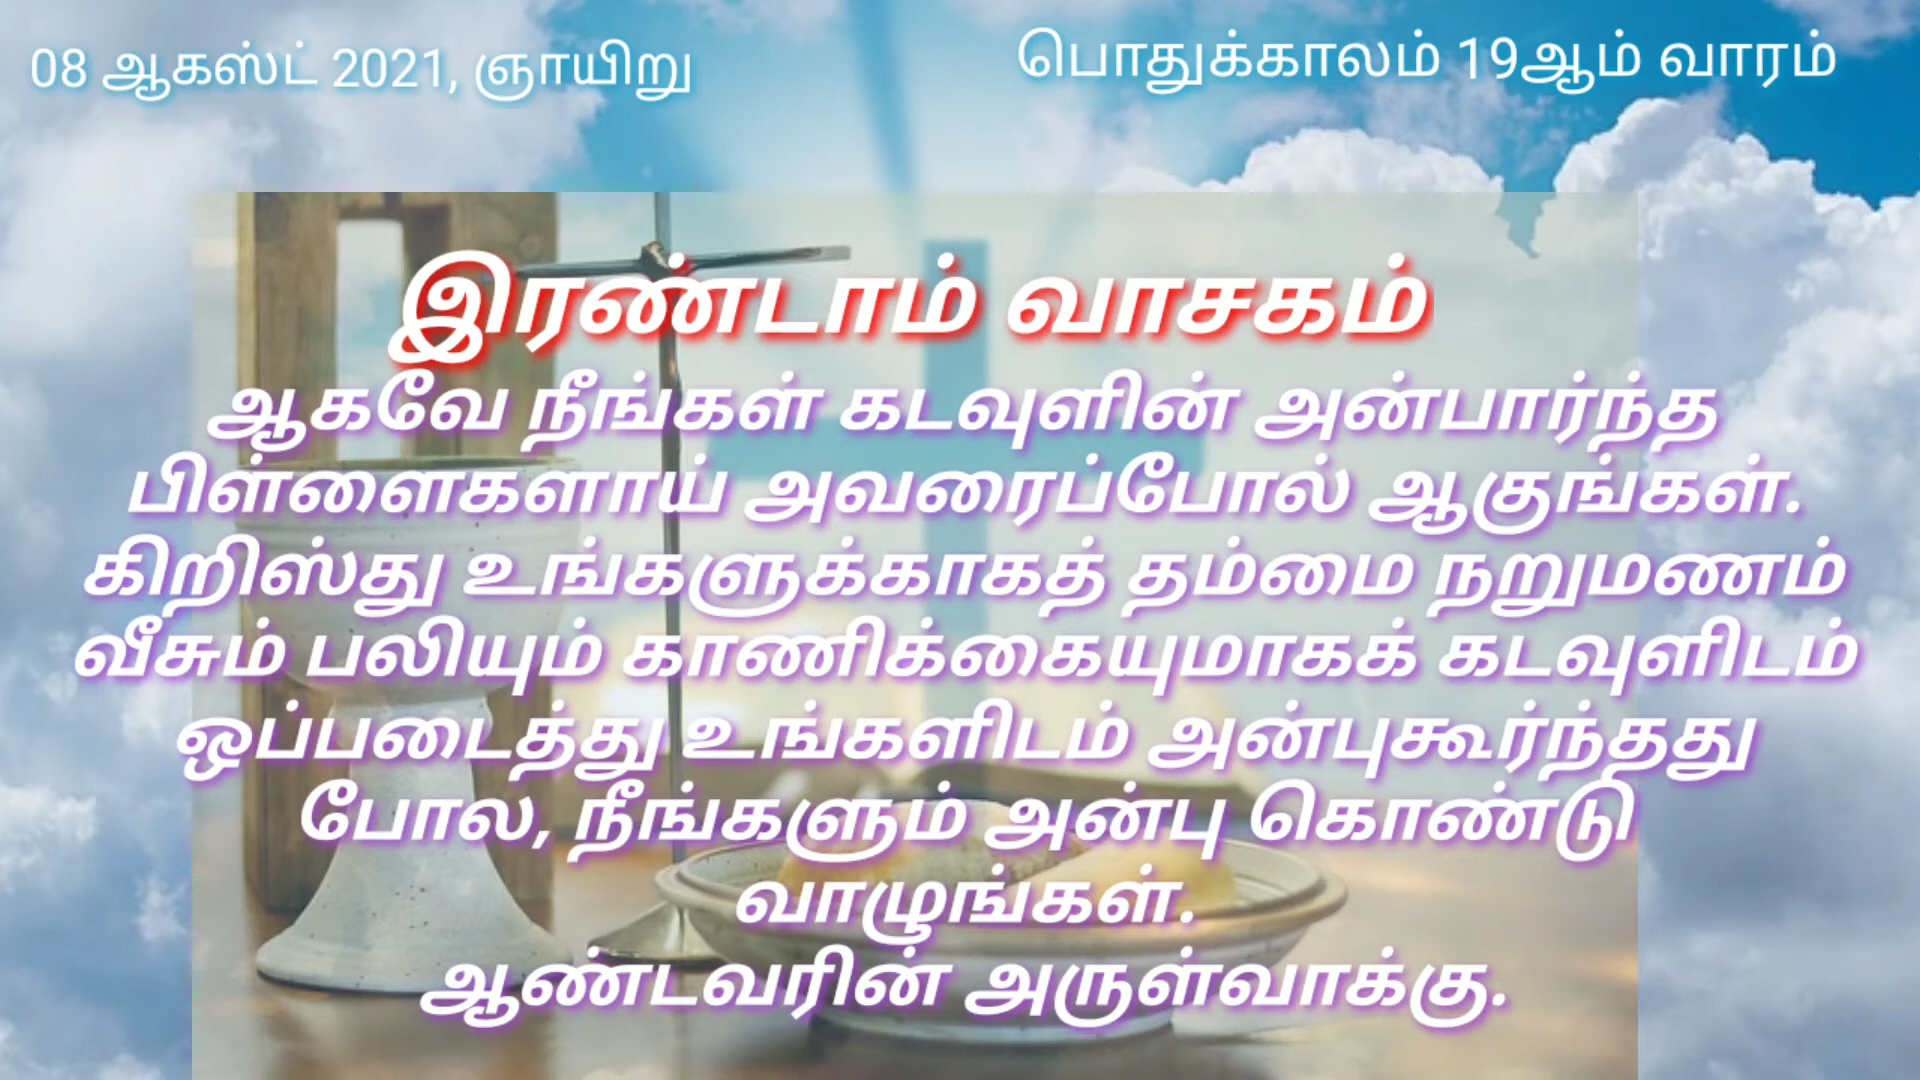 08 ஆகஸ்ட் 2021, ஞாயிறு
பொதுக்காலம் 19ஆம் வாரம்
இரண்டாம் வாசகம்
ஆகவே நீங்கள் கடவுளின் அன்பார்ந்த
பிள்ளைகளாய் அவரைப்போல் ஆகுங்கள்.
கிறிஸ்து உங்களுக்காகத் தம்மை நறுமணம்
வீசும் பலியும் காணிக்கையுமாகக் கடவுளிடம்
ஒப்படைத்து உங்களிடம் அன்புகூர்ந்தது
போல, நீங்களும் அன்பு கொண்டு
வாழுங்கள்.
ஆண்டவரின் அருள்வாக்கு.